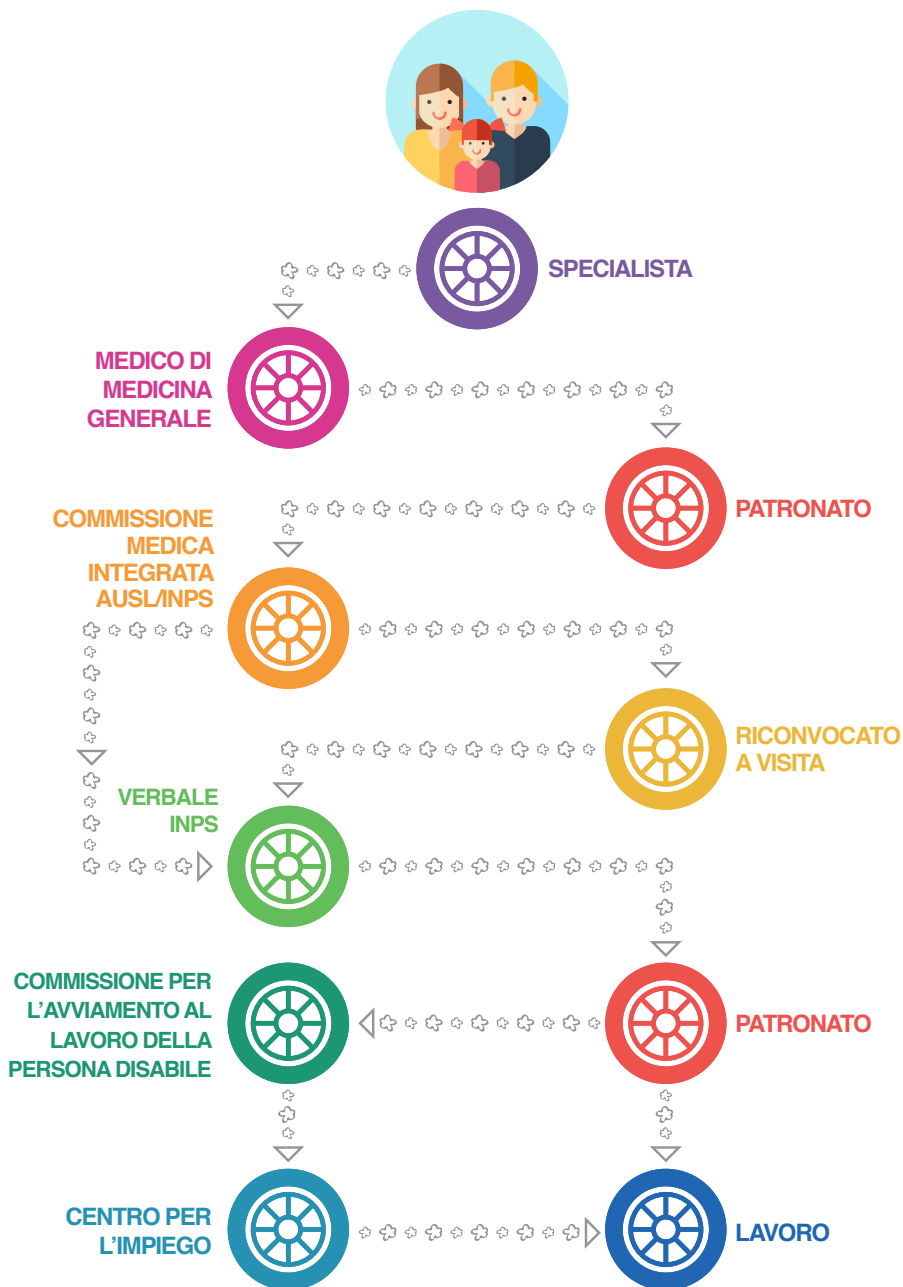 SPECIALISTA
MEDICO DI
MEDICINA
GENERALE
PATRONATO
COMMISSIONE
MEDICA
INTEGRATA
AUSL/INPS
RICONVOCATO
A VISITA
VERBALE
INPS
COMMISSIONE PER
L'AVVIAMENTO AL
LAVORO DELLA
PERSONA DISABILE
PATRONATO
CENTRO PER
L'IMPIEGO
LAVORO